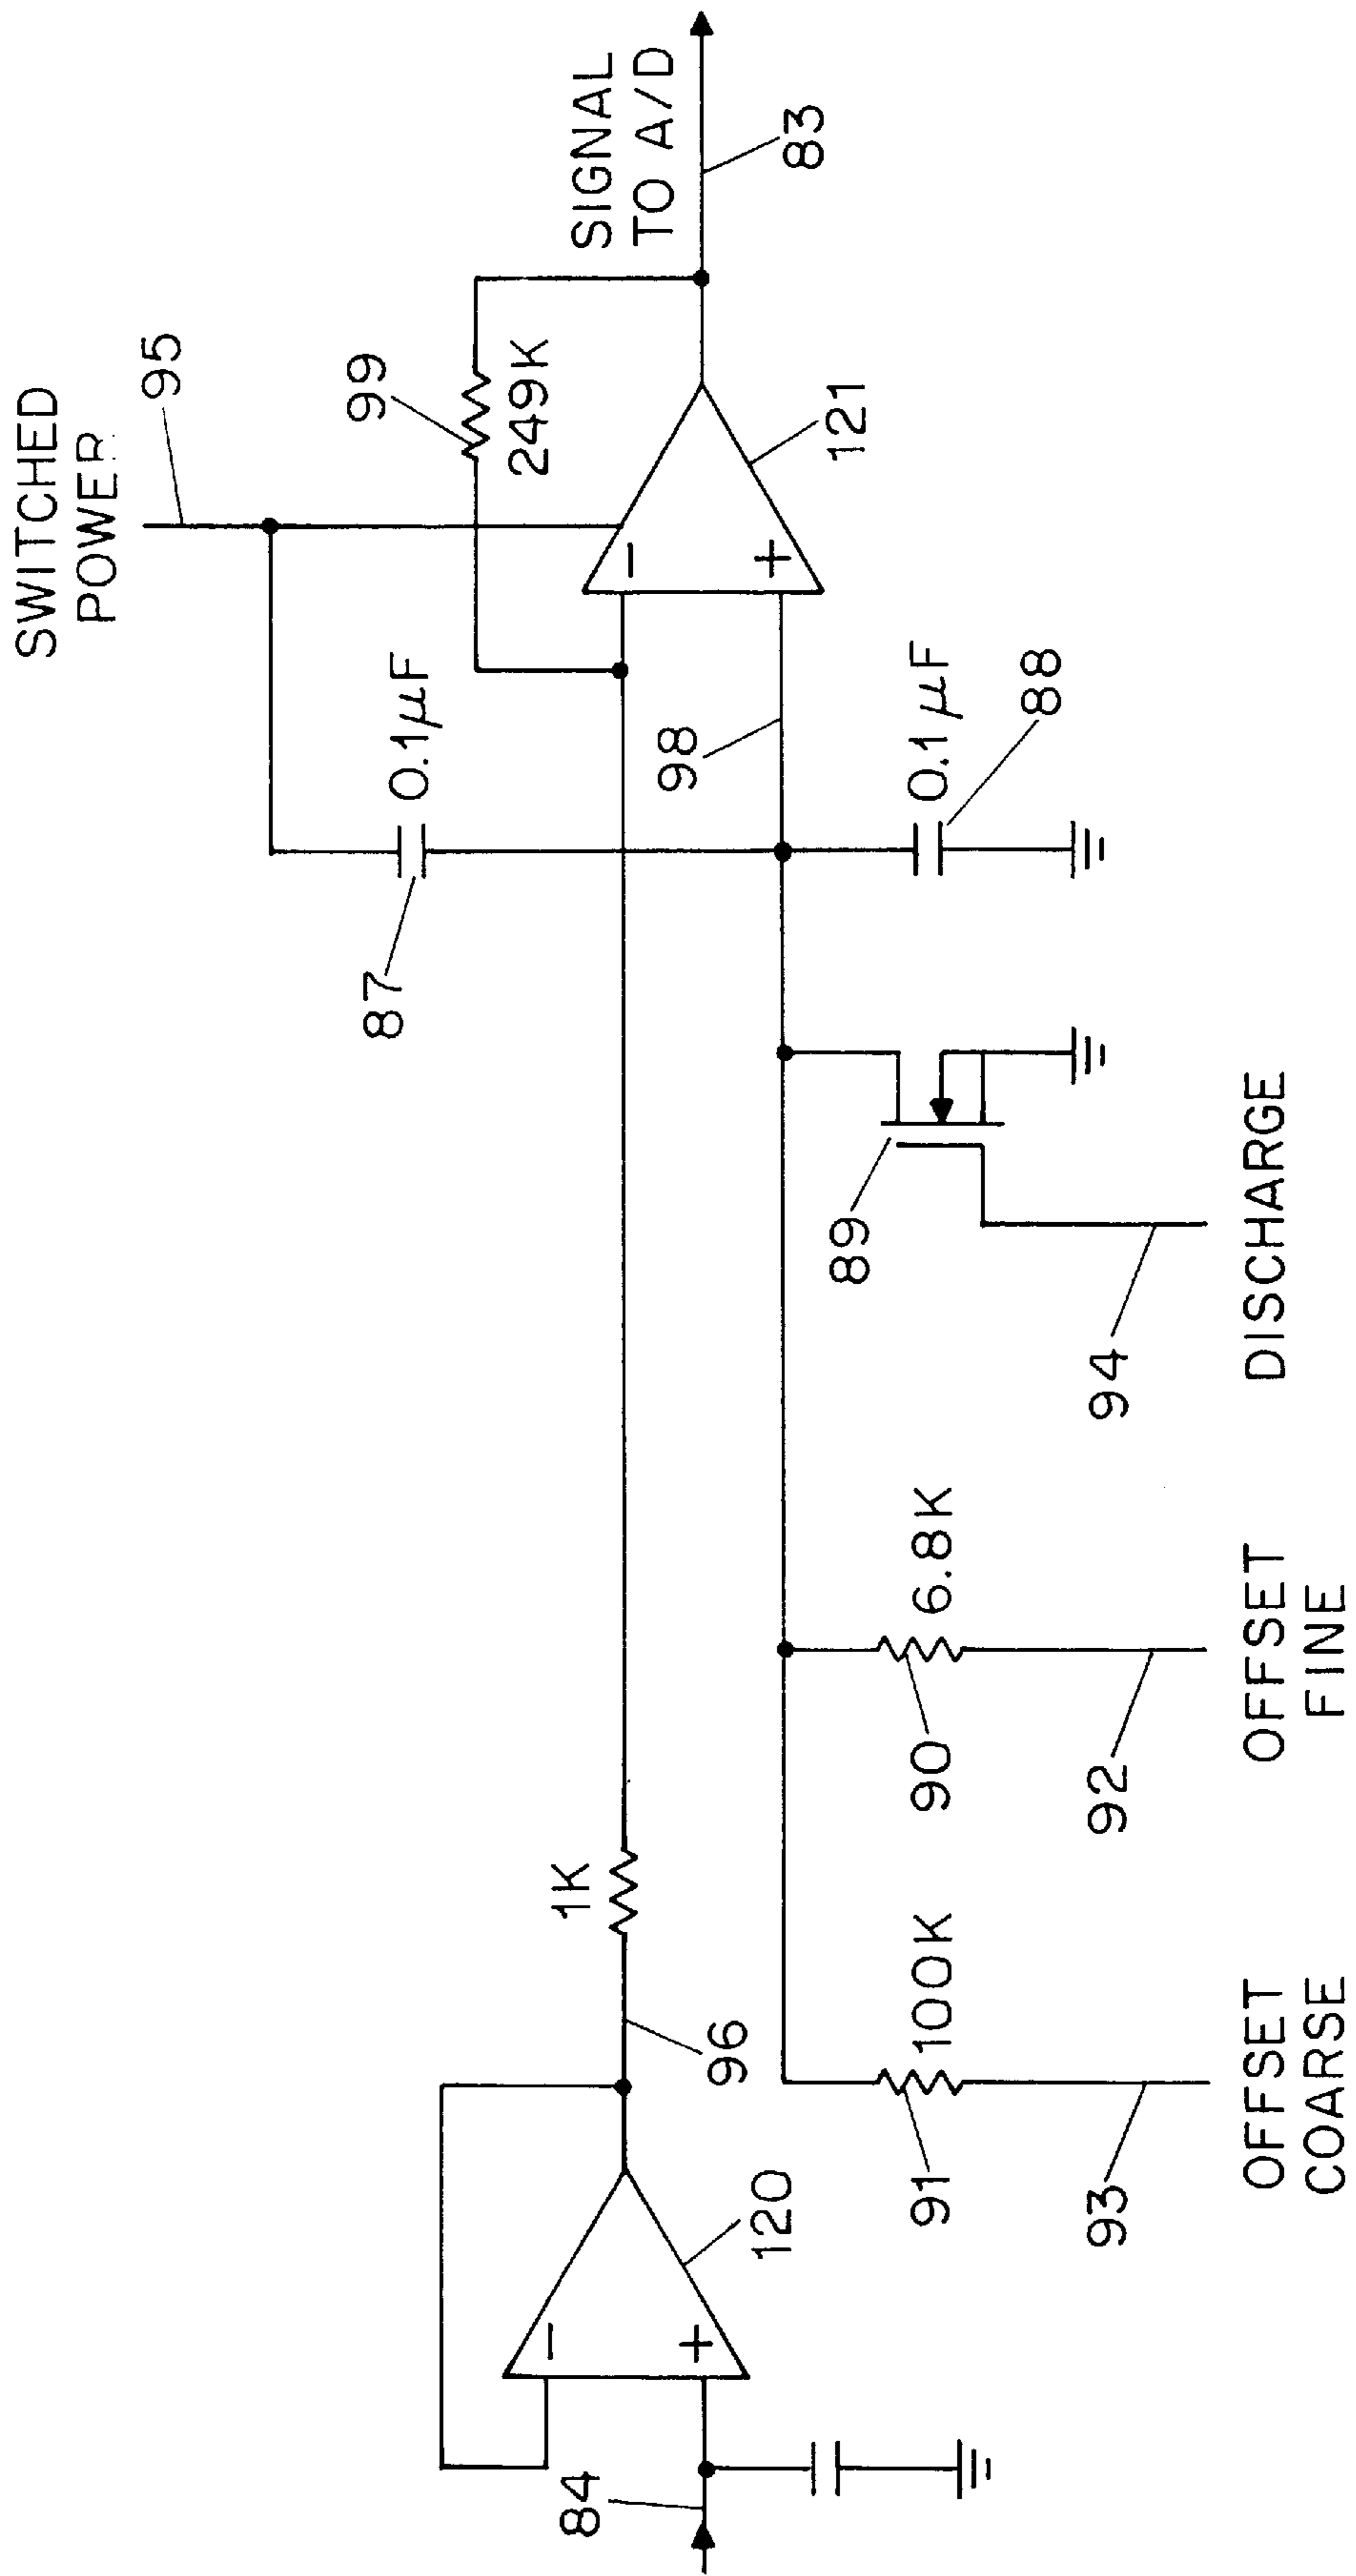 SWITCHED
POWER
95
99
249K
SIGNAL
TO A/D
83
121
−
+
87
0.1μF
98
0.1μF
88
1K
96
89
94
DISCHARGE
6.8K
90
92
OFFSET
FINE
100K
91
93
OFFSET
COARSE
120
−
+
84